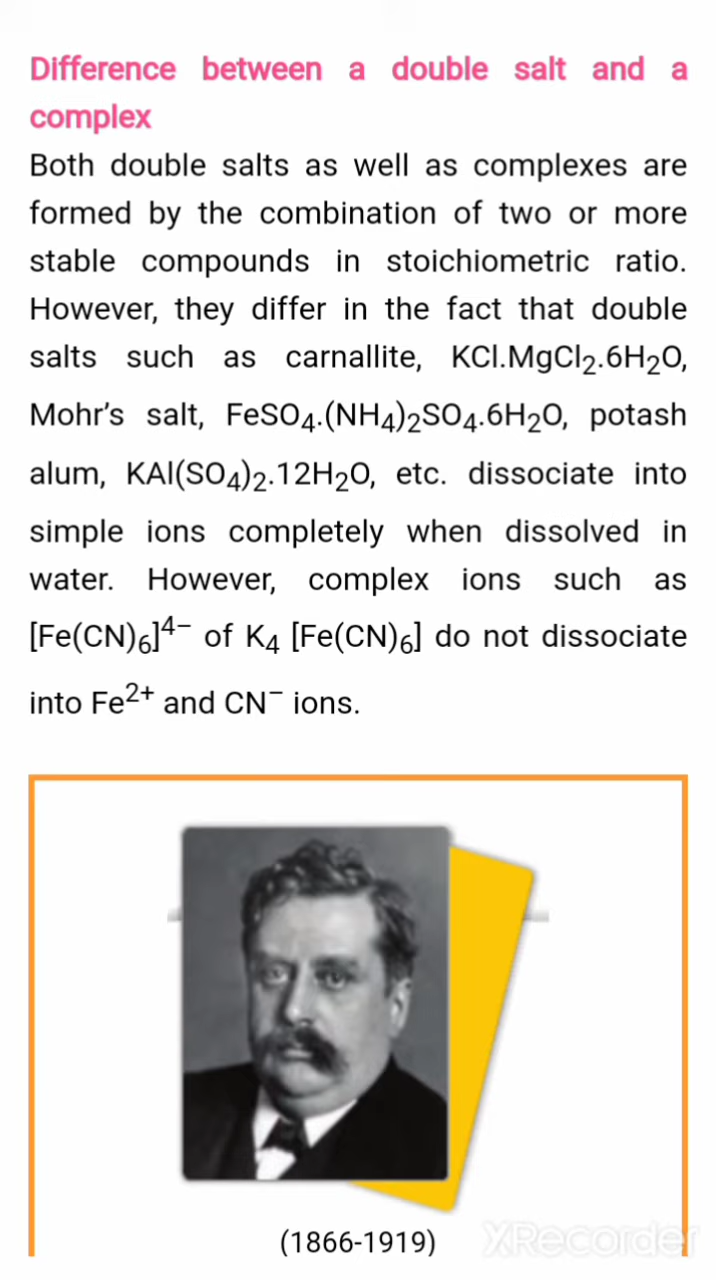 Difference between a double salt and a
complex
Both double salts as well as complexes are
formed by the combination of two or more
stable compounds in stoichiometric ratio.
However, they differ in the fact that double
salts such as carnallite, KCl.MgCl₂.6H₂O,
Mohr’s salt, FeSO₄.(NH₄)₂SO₄.6H₂O, potash
alum, KAl(SO₄)₂.12H₂O, etc. dissociate into
simple ions completely when dissolved in
water. However, complex ions such as
[Fe(CN)₆]⁴⁻ of K₄ [Fe(CN)₆] do not dissociate
into Fe²⁺ and CN⁻ ions.
(1866-1919)
XRecorder